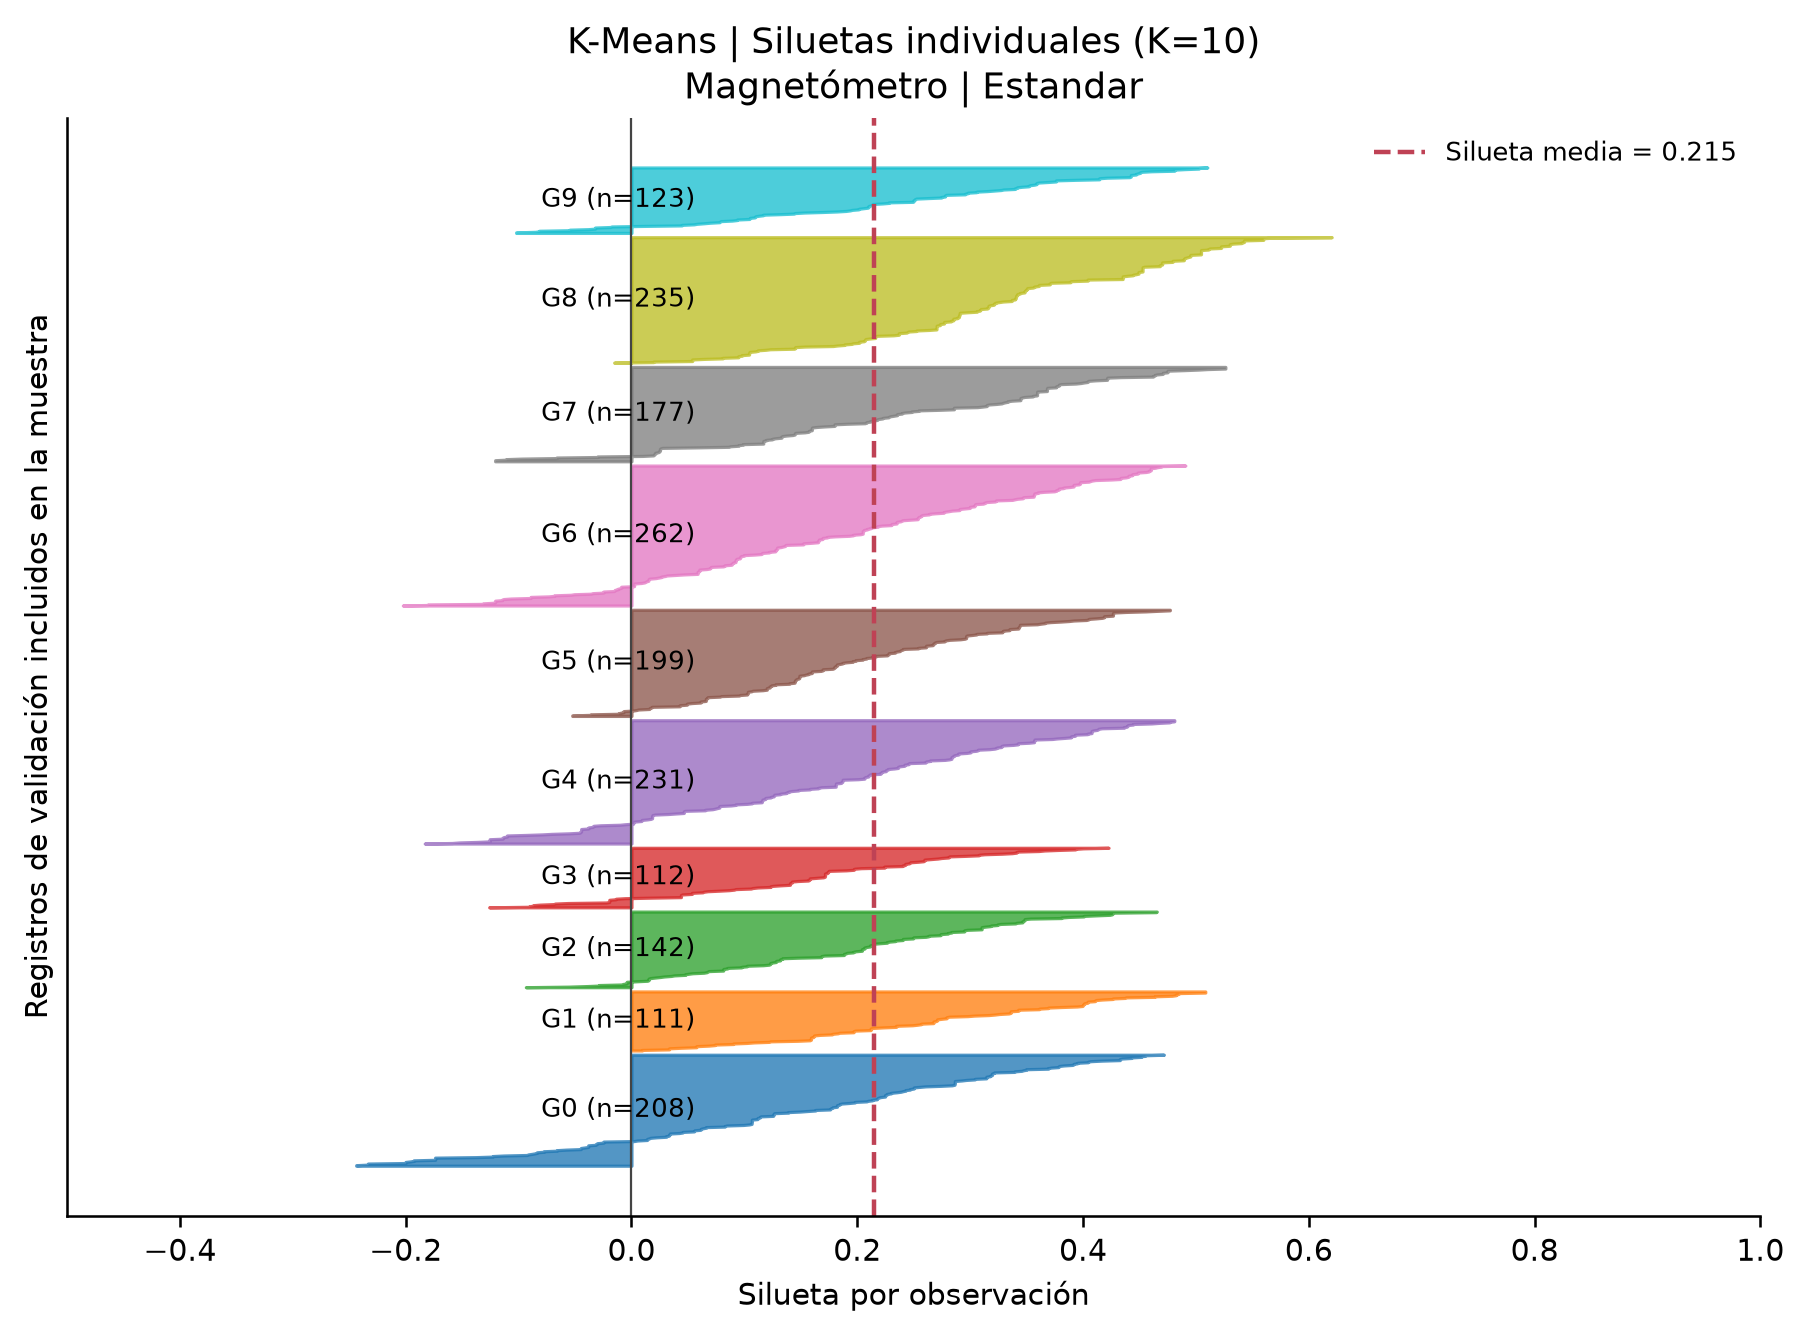 K-Means | Siluetas individuales (K=10)
Magnetómetro | Estandar
Silueta media = 0.215
Registros de validación incluidos en la muestra
G9 (n=123)
G8 (n=235)
G7 (n=177)
G6 (n=262)
G5 (n=199)
G4 (n=231)
G3 (n=112)
G2 (n=142)
G1 (n=111)
G0 (n=208)
−0.4 −0.2 0.0 0.2 0.4 0.6 0.8 1.0
Silueta por observación